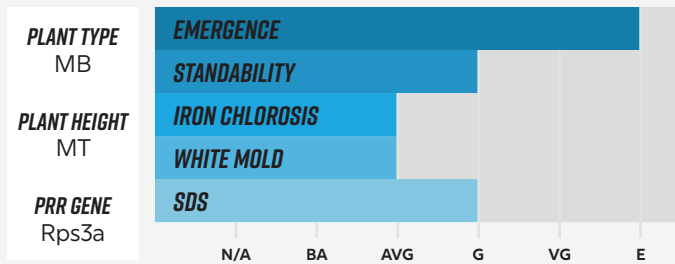 PLANT TYPE
MB
PLANT HEIGHT
MT
PRR GENE
Rps3a
EMERGENCE
STANDABILITY
IRON CHLOROSIS
WHITE MOLD
SDS
N/A BA AVG G VG E